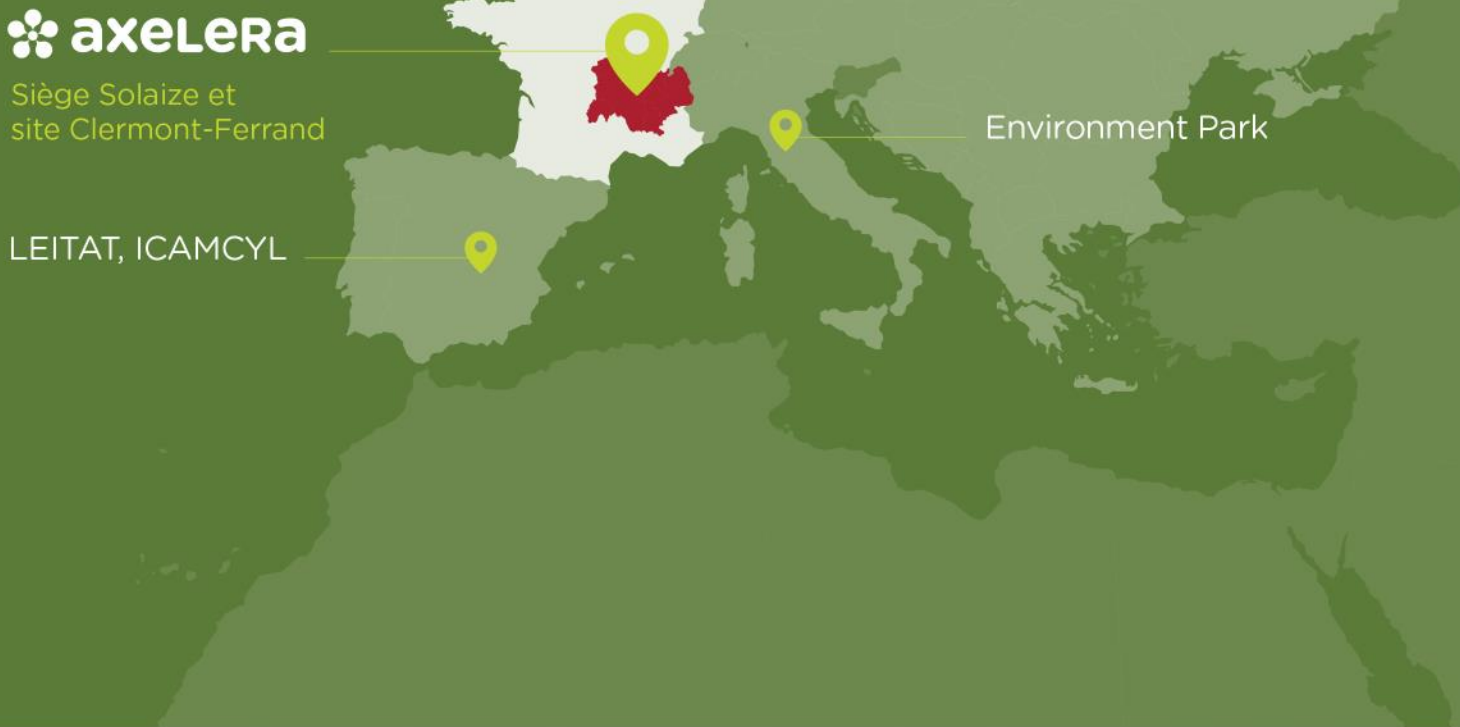 axeLeRa
Siège Solaize et
site Clermont-Ferrand
Environment Park
LEITAT, ICAMCYL